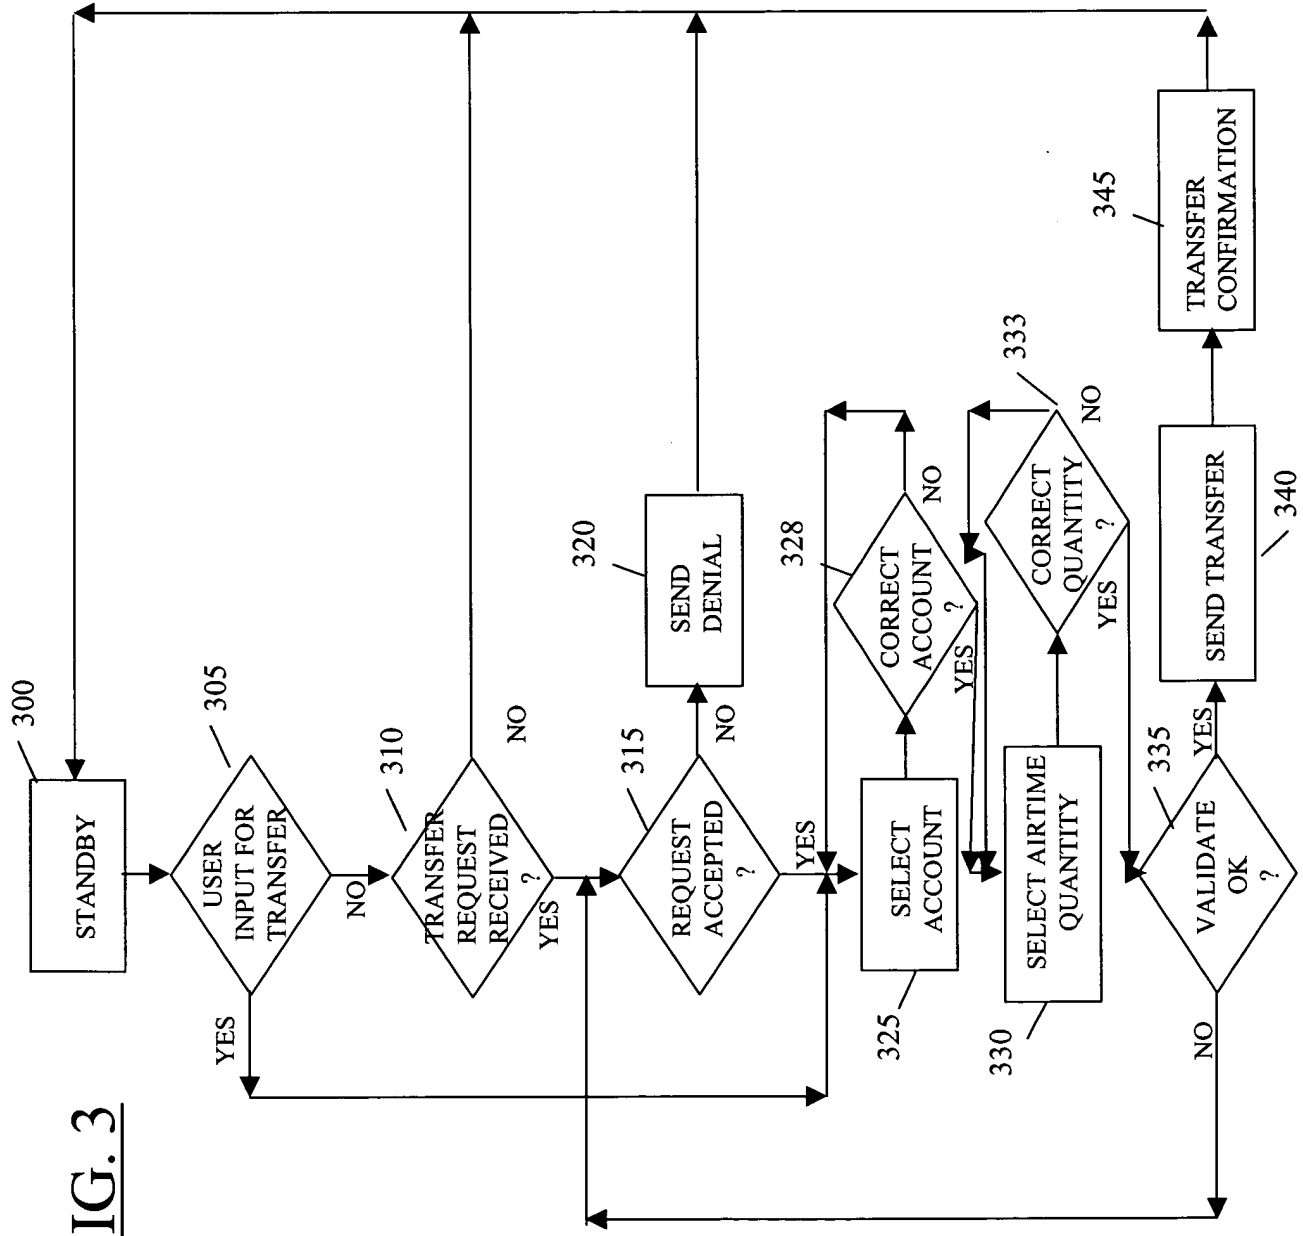 IG. 3
300
STANDBY
305
USER
INPUT FOR
TRANSFER
YES
NO
310
TRANSFER
REQUEST
RECEIVED
?
NO
YES
315
REQUEST
ACCEPTED
?
NO
YES
320
SEND
DENIAL
325
SELECT
ACCOUNT
328
CORRECT
ACCOUNT
?
NO
YES
330
SELECT AIRTIME
QUANTITY
333
CORRECT
QUANTITY
?
NO
YES
335
VALIDATE
OK
?
NO
YES
340
SEND TRANSFER
345
TRANSFER
CONFIRMATION